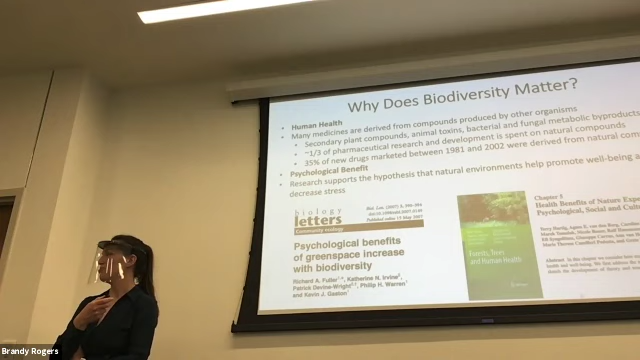 Why Does Biodiversity Matter?
Human Health
Many medicines are derived from compounds produced by other organisms
Secondary plant compounds, animal toxins, bacterial and fungal metabolic byproducts
~1/3 of pharmaceutical research and development is spent on natural compounds
35% of new drugs marketed between 1981 and 2002 were derived from natural com
Psychological Benefit
Research supports the hypothesis that natural environments help promote well-being a
decrease stress
biology
letters
Community ecology
Psychological benefits
of greenspace increase
with biodiversity
Richard A. Fuller, Katherine N. Irvine,
Patrick Devine-Wright, Philip H. Warren
and Kevin J. Gaston
Forests, Trees
and Human Health
Chapter 5
Health Benefits of Nature Expe
Psychological, Social and Cultu
Brandy Rogers